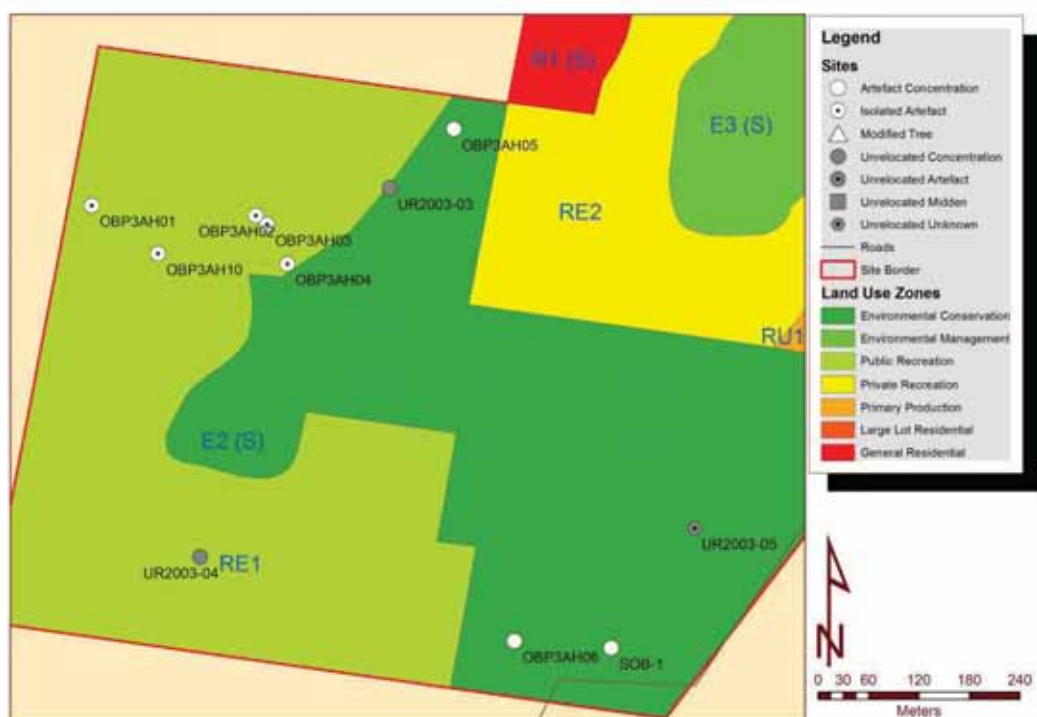 R1 (S)
E3 (S)
OBP3AH05
UR2003-03
RE2
OBP3AH01
OBP3AH02
OBP3AH03
OBP3AH10
OBP3AH04
RU1
E2 (S)
UR2003-05
UR2003-04
RE1
OBP3AH06
SOB-1
Legend
Sites
Artefact Concentration
Isolated Artefact
Modified Tree
Unrelocated Concentration
Unrelocated Artefact
Unrelocated Midden
Unrelocated Unknown
Roads
Site Border
Land Use Zones
Environmental Conservation
Environmental Management
Public Recreation
Private Recreation
Primary Production
Large Lot Residential
General Residential
N
0 30 60 120 180 240
Meters